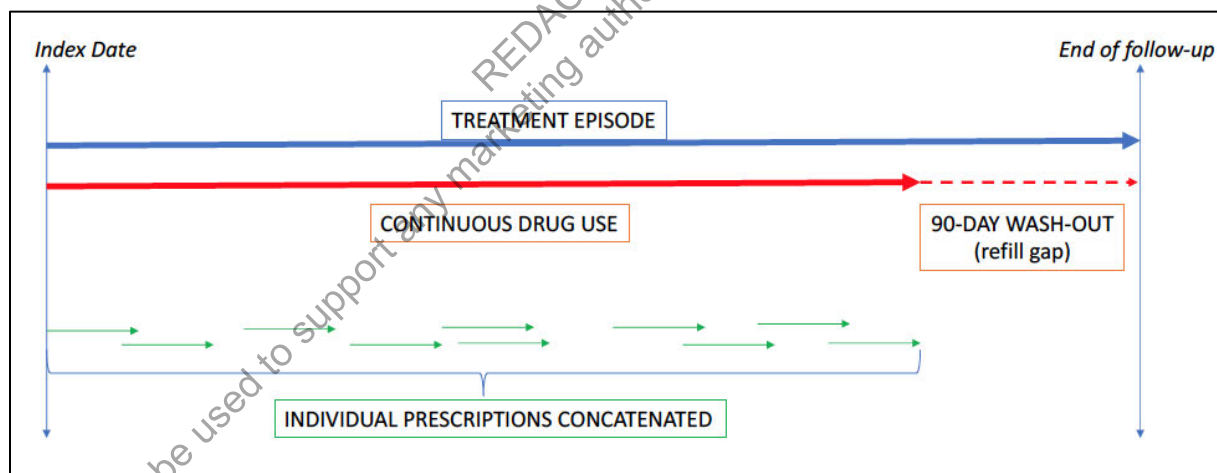 Index Date
End of follow-up
TREATMENT EPISODE
CONTINUOUS DRUG USE
90-DAY WASH-OUT
(refill gap)
INDIVIDUAL PRESCRIPTIONS CONCATENATED
REDAC
be used to support any marketing autho